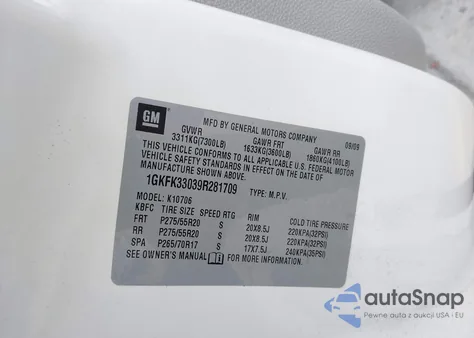 GM
MFD BY GENERAL MOTORS COMPANY
GVWR GAWR FRT GAWR RR 09/09
3311KG(7300LB) 1633KG(3600LB) 1860KG(4100LB)
THIS VEHICLE CONFORMS TO ALL APPLICABLE U.S. FEDERAL MOTOR
VEHICLE SAFETY STANDARDS IN EFFECT ON THE DATE OF
MANUFACTURE SHOWN ABOVE.
1GKFK33039R281709 TYPE: M.P.V.
MODEL: K10706
KBFC TIRE SIZE SPEED RTG RIM COLD TIRE PRESSURE
FRT P275/55R20 S 20X8.5J 220KPA(32PSI)
RR P275/55R20 S 20X8.5J 220KPA(32PSI)
SPA P265/70R17 S 17X7.5J 240KPA(35PSI)
SEE OWNER'S MANUAL FOR MORE INFORMATION.
autoSnap
Pewne auta z aukcji USA - EU